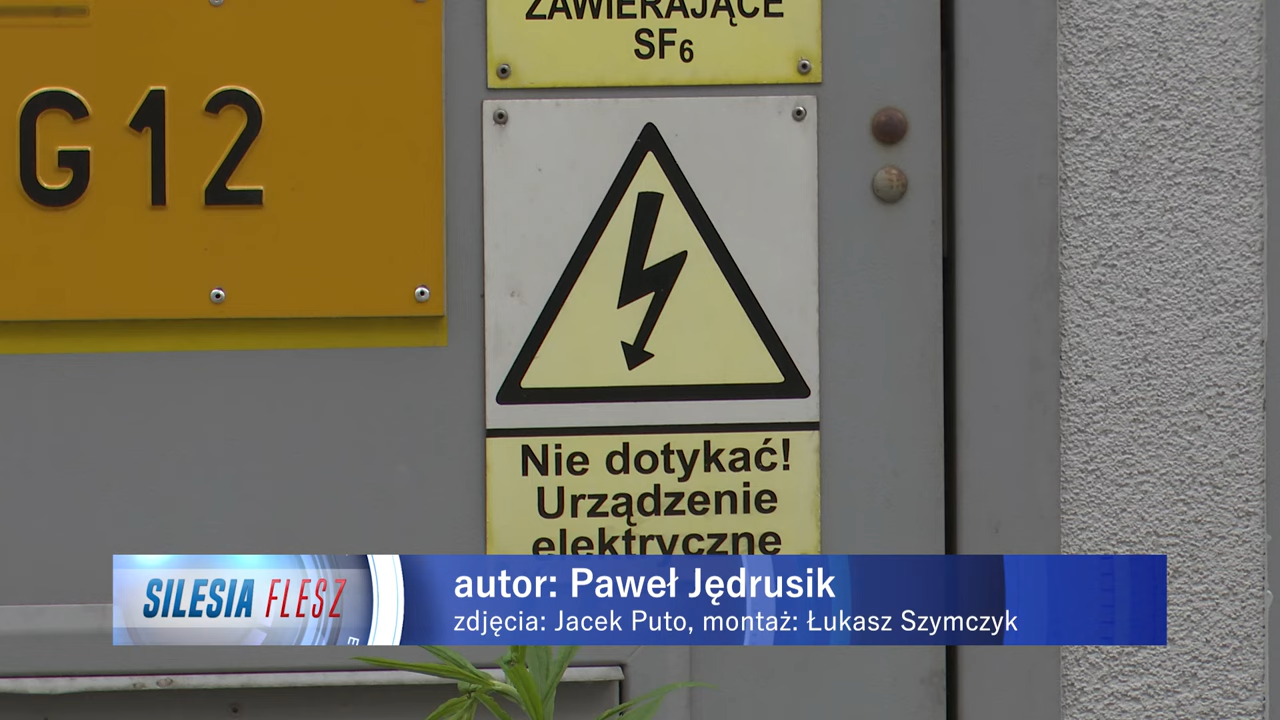 ZAWIERAJĄCE
SF6
G12
Nie dotykać!
Urządzenie
elektryczne
SILESIA FLESZ
autor: Paweł Jędrusik
zdjęcia: Jacek Puto, montaż: Łukasz Szymczyk